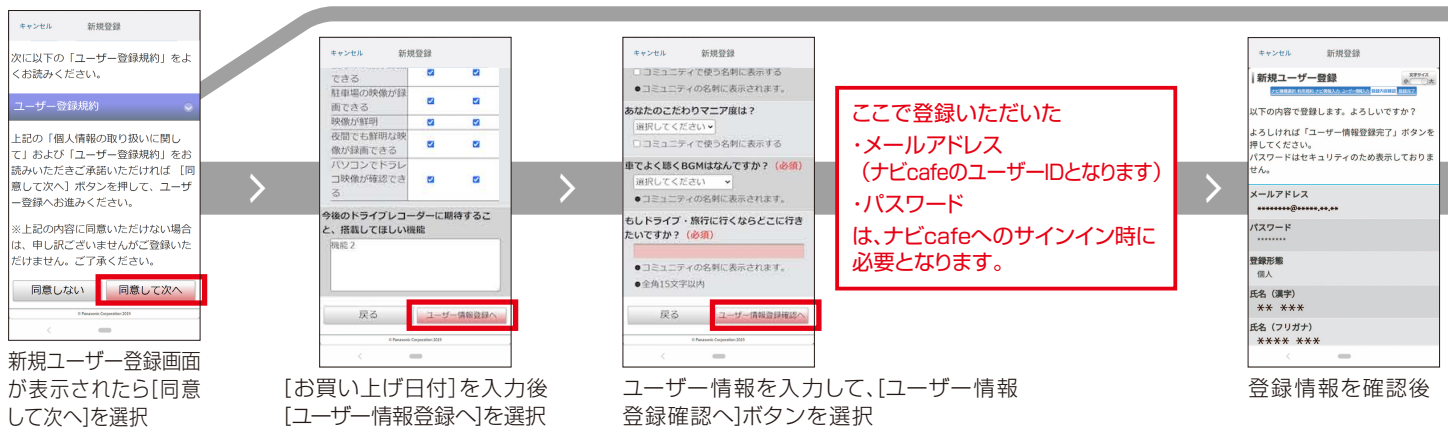 キャンセル 新規登録
次に以下の「ユーザー登録規約」をよ
くお読みください。
ユーザー登録規約
上記の「個人情報の取り扱いに関し
て」および「ユーザー登録規約」をお
読みいただきご承諾いただければ [同
意して次へ] ボタンを押して、ユーザ
ー登録へお進みください。
※上記の内容に同意いただけない場合
は、申し訳ございませんがご登録いた
だけません。ご了承ください。
同意しない 同意して次へ
© Panasonic Corporation 2019
新規ユーザー登録画面
が表示されたら[同意
して次へ]を選択
キャンセル 新規登録
できる
駐車場の映像が録
画できる
映像が鮮明
夜間でも鮮明な映
像が録画できる
パソコンでドラレ
コ映像が確認でき
る
今後のドライブレコーダーに期待するこ
と、搭載してほしい機能
機能2
戻る ユーザー情報登録へ
© Panasonic Corporation 2019
[お買い上げ日付]を入力後
[ユーザー情報登録へ]を選択
キャンセル 新規登録
コミュニティで使う名刺に表示する
●コミュニティの名刺に表示されます。
あなたのこだわりマニア度は?
選択してください
コミュニティで使う名刺に表示する
車でよく聴くBGMはなんですか? (必須)
選択してください
●コミュニティの名刺に表示されます。
もしドライブ・旅行に行くならどこに行き
たいですか? (必須)
●コミュニティの名刺に表示されます。
●全角15文字以内
戻る ユーザー情報登録確認へ
© Panasonic Corporation 2019
ユーザー情報を入力して、[ユーザー情報
登録確認へ]ボタンを選択
ここで登録いただいた
・メールアドレス
(ナビcafeのユーザーIDとなります)
・パスワード
は、ナビcafeへのサインイン時に
必要となります。
キャンセル 新規登録
新規ユーザー登録
文字サイズ
小 大
以下の内容で登録します。よろしいですか?
よろしければ「ユーザー情報登録完了」ボタンを
押してください。
パスワードはセキュリティのため表示しておりま
せん。
メールアドレス
********@*****.**.**
パスワード
********
登録形態
個人
氏名(漢字)
** ***
氏名(フリガナ)
**** ***
登録情報を確認後